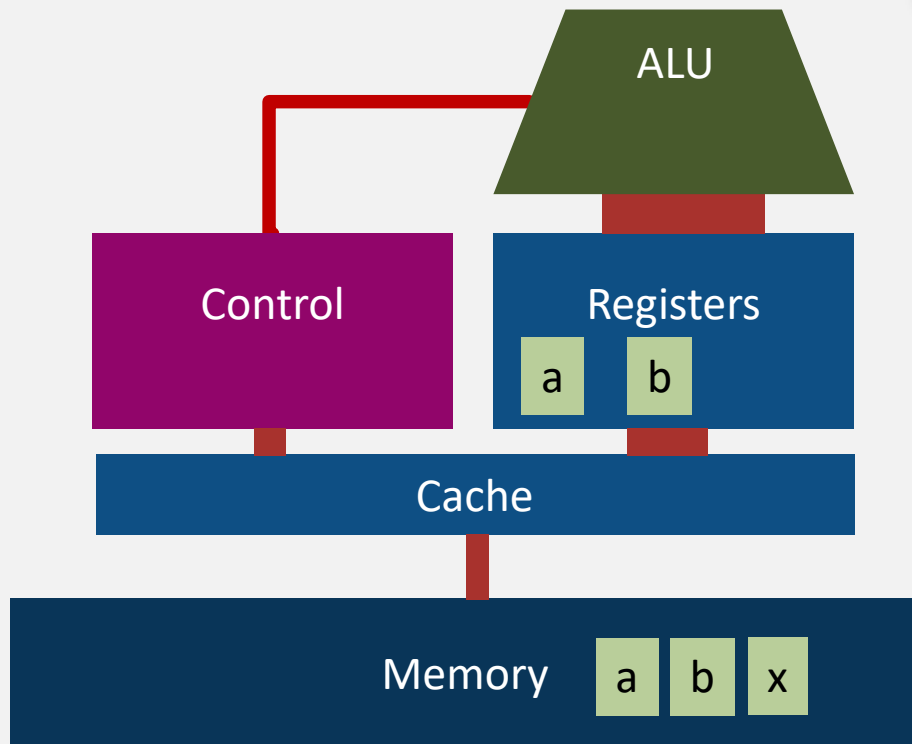 ALU
Control
Registers
a b
Cache
Memory a b x